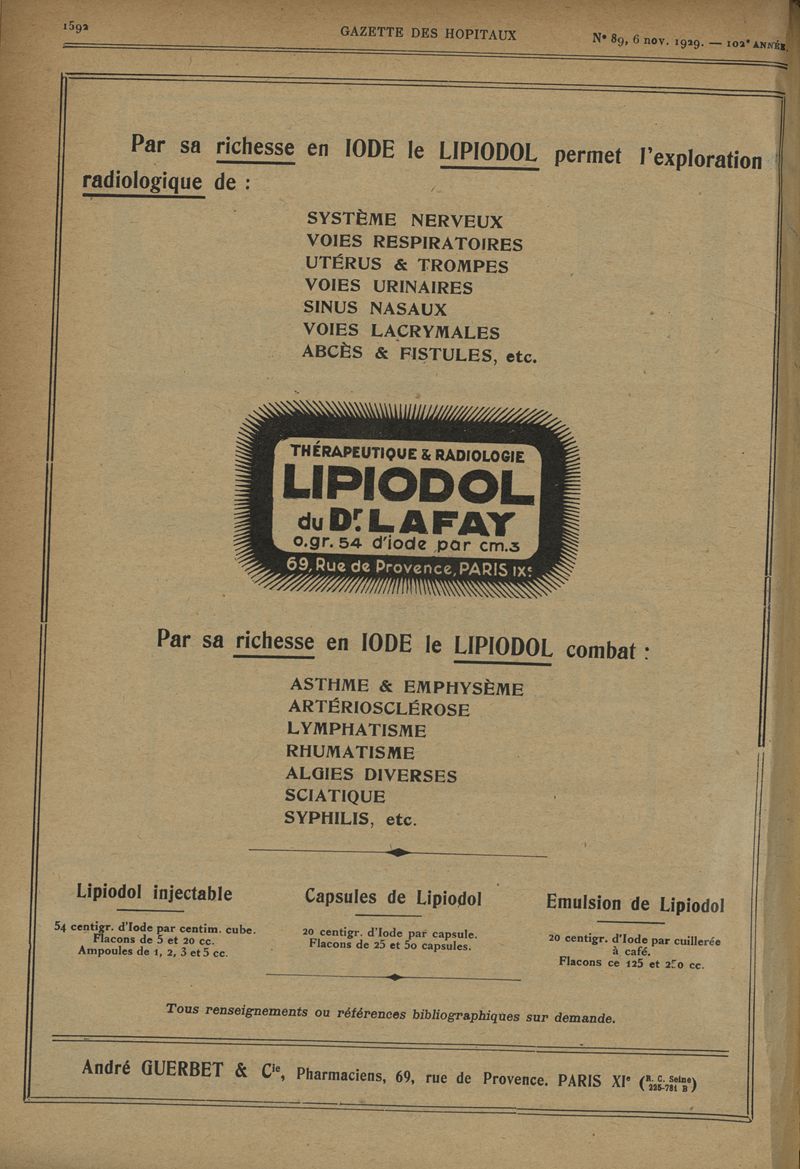 1592
GAZETTE DES HOPITAUX
N° 89, 6 nov. 1929. — 102e ANNÉE.
Par sa richesse en IODE le LIPIODOL permet l'exploration
radiologique de :
SYSTÈME NERVEUX
VOIES RESPIRATOIRES
UTÉRUS & TROMPES
VOIES URINAIRES
SINUS NASAUX
VOIES LACRYMALES
ABCÈS & FISTULES, etc.
THÉRAPEUTIQUE & RADIOLOGIE
LIPIODOL
du Dr. LAFAY
0.gr. 54 d'iode par cm.3
69, Rue de Provence, PARIS IXe
Par sa richesse en IODE le LIPIODOL combat :
ASTHME & EMPHYSÈME
ARTÉRIOSCLÉROSE
LYMPHATISME
RHUMATISME
ALGIES DIVERSES
SCIATIQUE
SYPHILIS, etc.
Lipiodol injectable
54 centigr. d'Iode par centim. cube.
Flacons de 5 et 20 cc.
Ampoules de 1, 2, 3 et 5 cc.
Capsules de Lipiodol
20 centigr. d'Iode par capsule.
Flacons de 25 et 50 capsules.
Emulsion de Lipiodol
20 centigr. d'Iode par cuillerée
à café.
Flacons ce 125 et 250 cc.
Tous renseignements ou références bibliographiques sur demande.
André GUERBET & Cie, Pharmaciens, 69, rue de Provence. PARIS XIe (R. C. Seine 225-781 B)